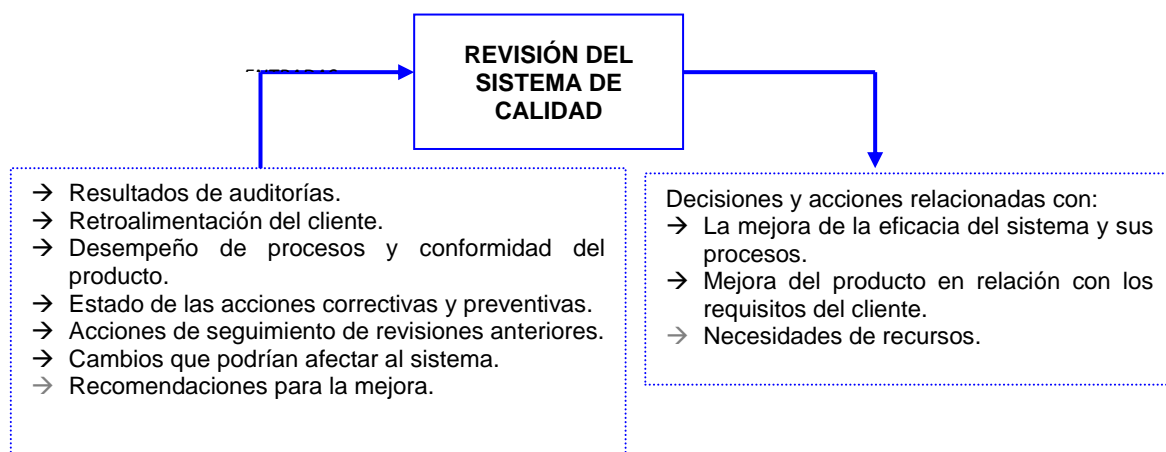 REVISIÓN DEL
SISTEMA DE
CALIDAD
→ Resultados de auditorías.
→ Retroalimentación del cliente.
→ Desempeño de procesos y conformidad del
producto.
→ Estado de las acciones correctivas y preventivas.
→ Acciones de seguimiento de revisiones anteriores.
→ Cambios que podrían afectar al sistema.
→ Recomendaciones para la mejora.
Decisiones y acciones relacionadas con:
→ La mejora de la eficacia del sistema y sus
procesos.
→ Mejora del producto en relación con los
requisitos del cliente.
→ Necesidades de recursos.